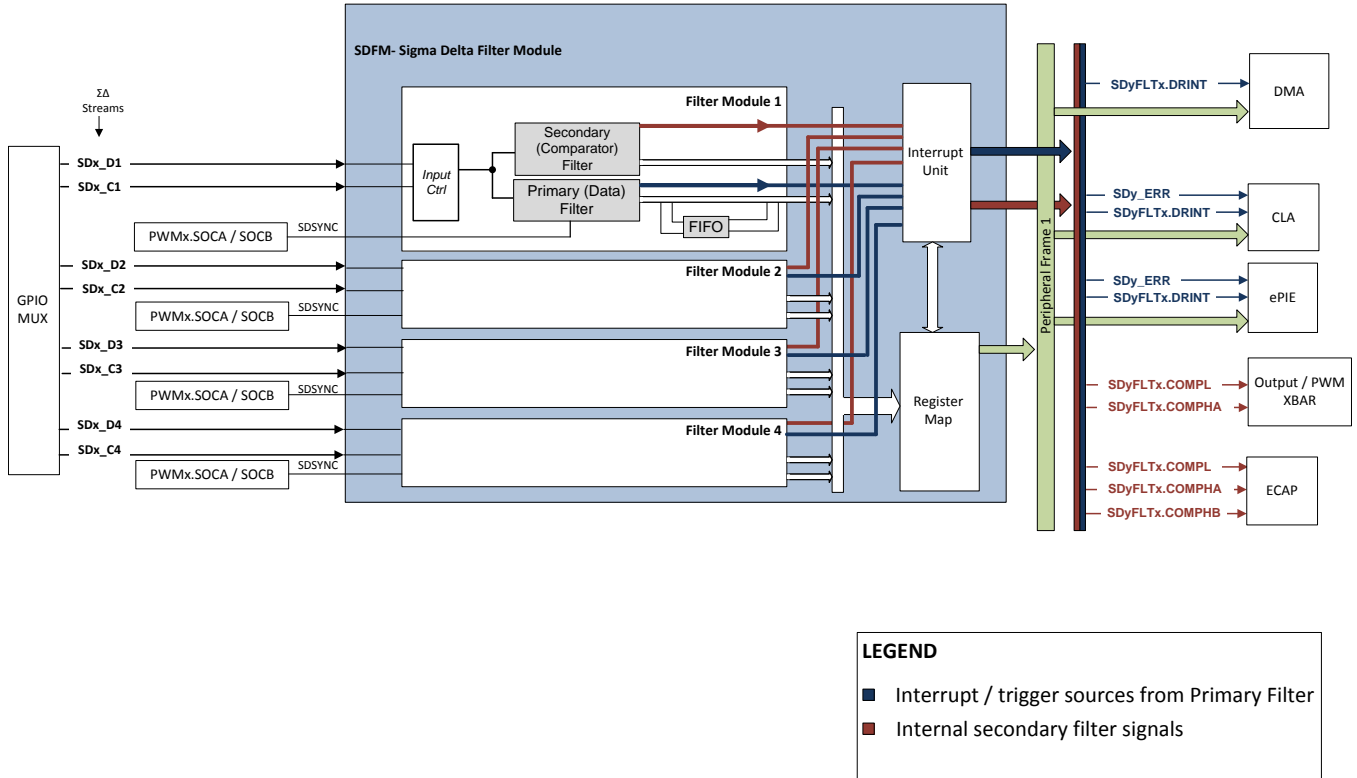 SDFM- Sigma Delta Filter Module
ΣΔ
Streams
GPIO
MUX
SDx_D1
SDx_C1
PWMx.SOCA / SOCB
SDSYNC
SDx_D2
SDx_C2
PWMx.SOCA / SOCB
SDSYNC
SDx_D3
SDx_C3
PWMx.SOCA / SOCB
SDSYNC
SDx_D4
SDx_C4
PWMx.SOCA / SOCB
SDSYNC
Filter Module 1
Input
Ctrl
Secondary
(Comparator)
Filter
Primary (Data)
Filter
FIFO
Filter Module 2
Filter Module 3
Filter Module 4
Interrupt
Unit
Register
Map
Peripheral Frame 1
SDyFLTx.DRINT
DMA
SDy_ERR
SDyFLTx.DRINT
CLA
SDy_ERR
SDyFLTx.DRINT
ePIE
SDyFLTx.COMPL
SDyFLTx.COMPHA
Output / PWM
XBAR
SDyFLTx.COMPL
SDyFLTx.COMPHA
SDyFLTx.COMPHB
ECAP
LEGEND
Interrupt / trigger sources from Primary Filter
Internal secondary filter signals